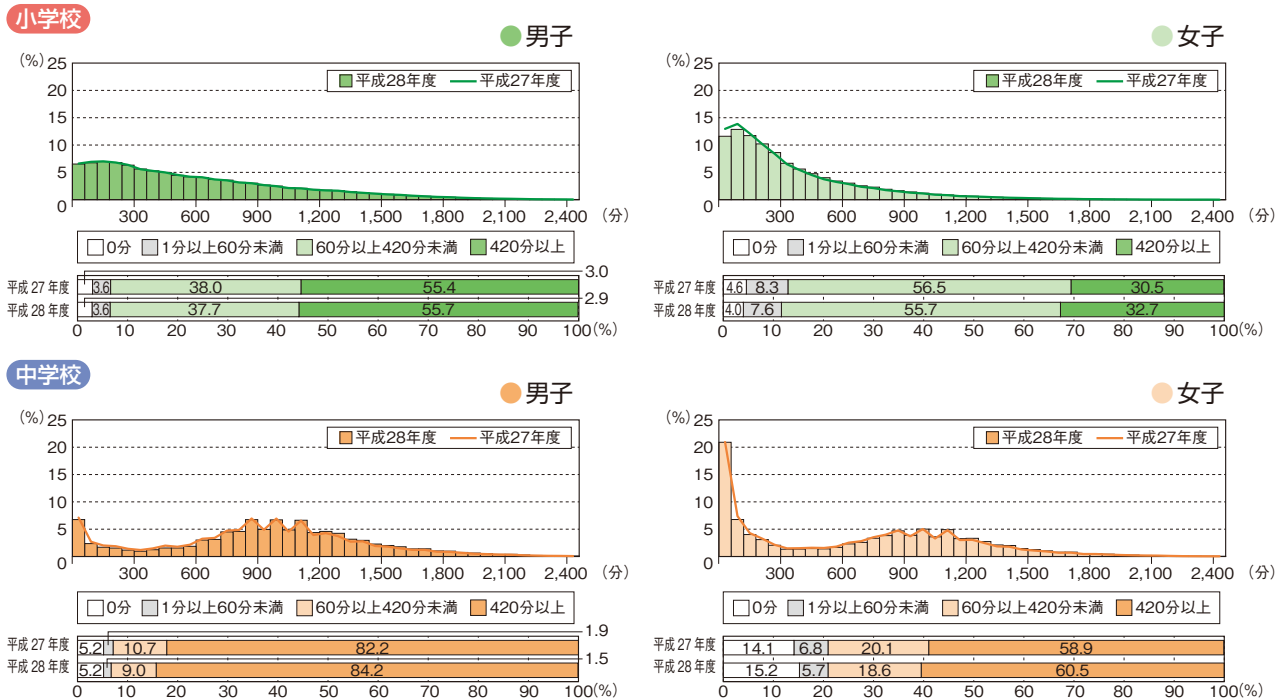 小学校
男子
(%)
25
20
15
10
5
0
平成28年度 平成27年度
300 600 900 1,200 1,500 1,800 2,100 2,400 (分)
0分 1分以上60分未満 60分以上420分未満 420分以上
3.0
平成27年度 3.6 38.0 55.4
2.9
平成28年度 3.6 37.7 55.7
0 10 20 30 40 50 60 70 80 90 100(%)
女子
(%)
25
20
15
10
5
0
平成28年度 平成27年度
300 600 900 1,200 1,500 1,800 2,100 2,400 (分)
0分 1分以上60分未満 60分以上420分未満 420分以上
平成27年度 4.6 8.3 56.5 30.5
平成28年度 4.0 7.6 55.7 32.7
0 10 20 30 40 50 60 70 80 90 100(%)
中学校
男子
(%)
25
20
15
10
5
0
平成28年度 平成27年度
300 600 900 1,200 1,500 1,800 2,100 2,400 (分)
0分 1分以上60分未満 60分以上420分未満 420分以上
1.9
平成27年度 5.2 10.7 82.2
1.5
平成28年度 5.2 9.0 84.2
0 10 20 30 40 50 60 70 80 90 100(%)
女子
(%)
25
20
15
10
5
0
平成28年度 平成27年度
300 600 900 1,200 1,500 1,800 2,100 2,400 (分)
0分 1分以上60分未満 60分以上420分未満 420分以上
平成27年度 14.1 6.8 20.1 58.9
平成28年度 15.2 5.7 18.6 60.5
0 10 20 30 40 50 60 70 80 90 100(%)